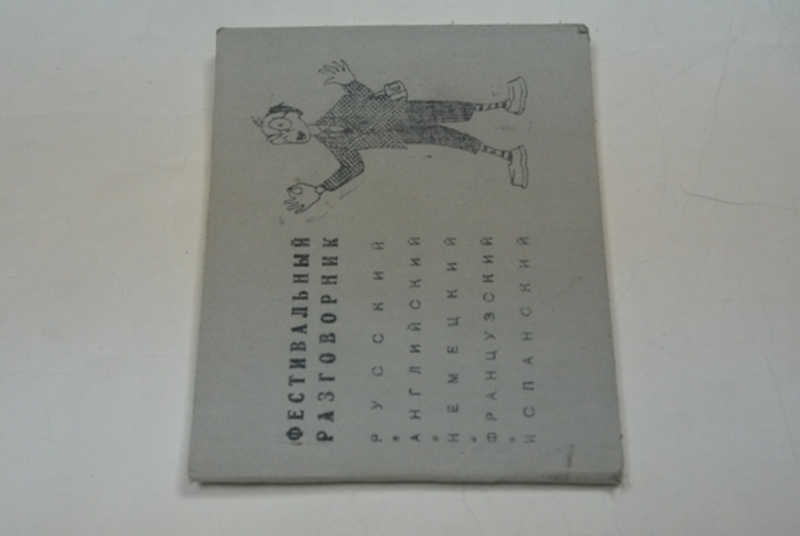 ФЕСТИВАЛЬНЫЙ
РАЗГОВОРНИК
РУССКИЙ
АНГЛИЙСКИЙ
НЕМЕЦКИЙ
ФРАНЦУЗСКИЙ
ИСПАНСКИЙ